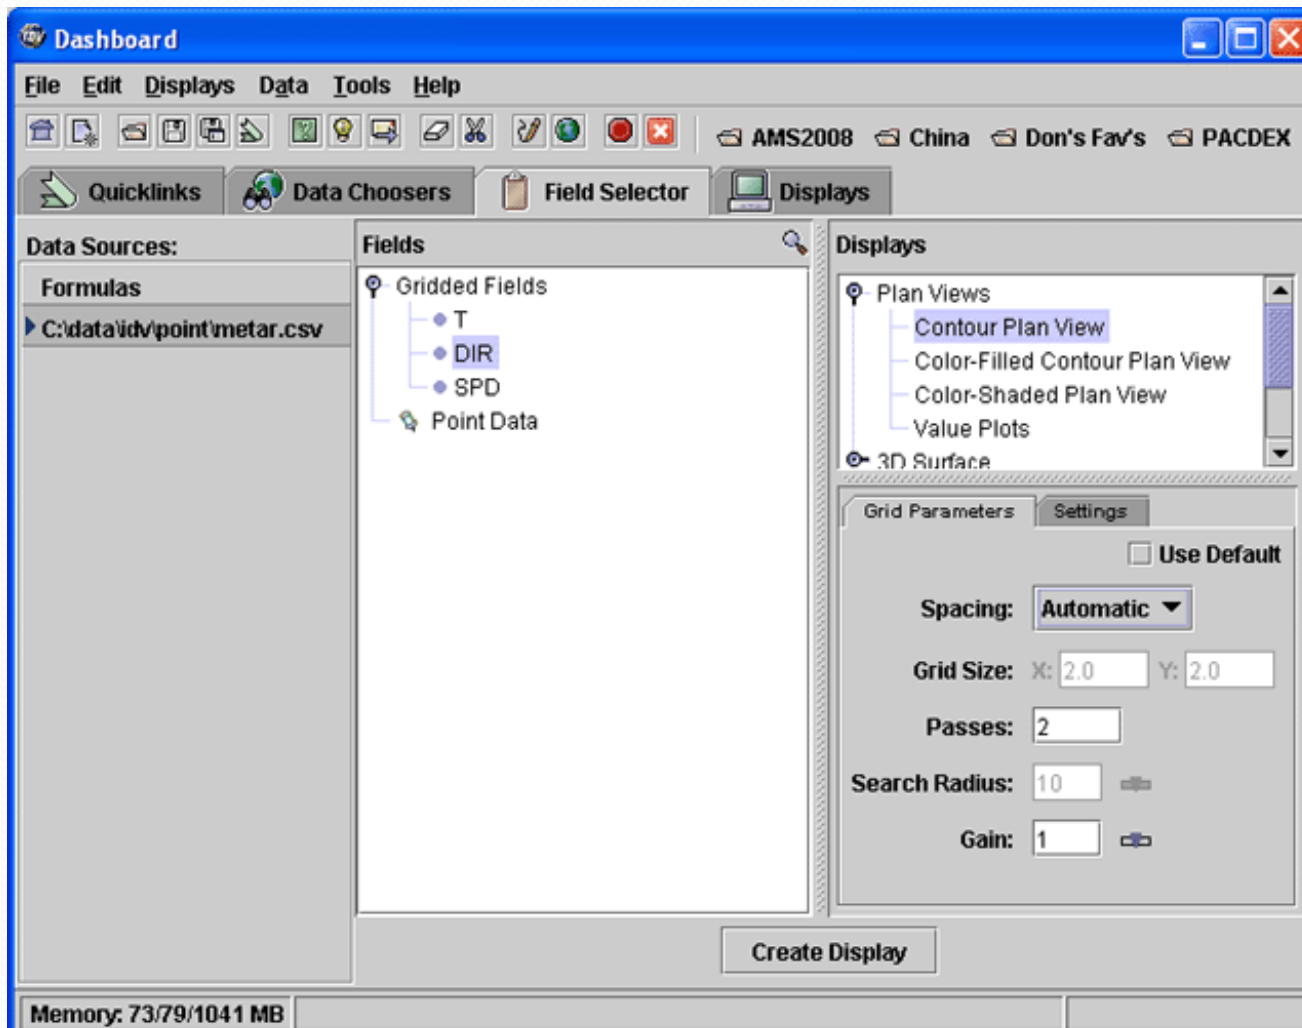 Dashboard
File Edit Displays Data Tools Help
AMS2008 China Don's Fav's PACDEX
Quicklinks Data Choosers Field Selector Displays
Data Sources:
Formulas
C:\data\idv\point\metar.csv
Fields
Gridded Fields
T
DIR
SPD
Point Data
Displays
Plan Views
Contour Plan View
Color-Filled Contour Plan View
Color-Shaded Plan View
Value Plots
3D Surface
Grid Parameters Settings
Use Default
Spacing: Automatic
Grid Size: X: 2.0 Y: 2.0
Passes: 2
Search Radius: 10
Gain: 1
Create Display
Memory: 73/79/1041 MB